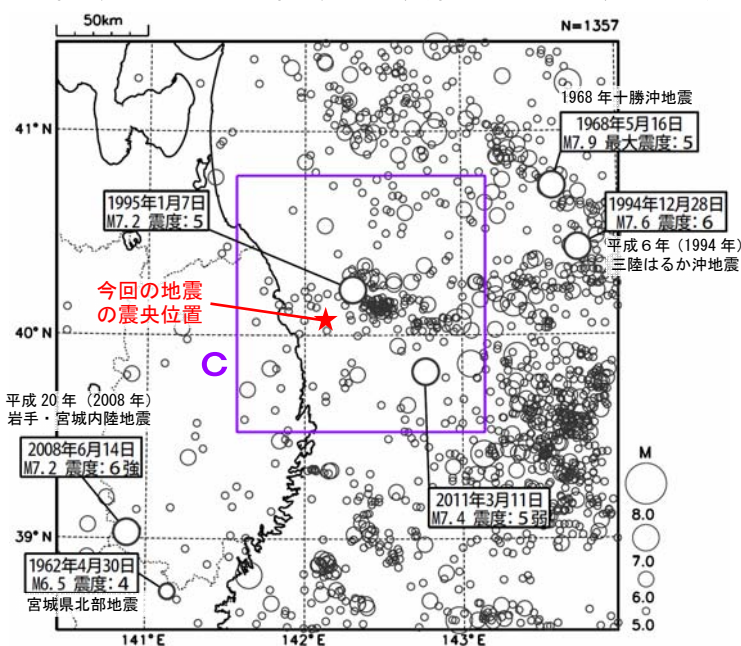 50km
N=1357
41°N
1968年十勝沖地震
1968年5月16日
M7.9 最大震度：5
1995年1月7日
M7.2 震度：5
1994年12月28日
M7.6 震度：6
平成６年（1994年）
三陸はるか沖地震
今回の地震
の震央位置
40°N
C
平成20年（2008年）
岩手・宮城内陸地震
2008年6月14日
M7.2 震度：6強
2011年3月11日
M7.4 震度：5弱
M
8.0
7.0
6.0
5.0
39°N
1962年4月30日
M6.5 震度：4
宮城県北部地震
141°E
142°E
143°E